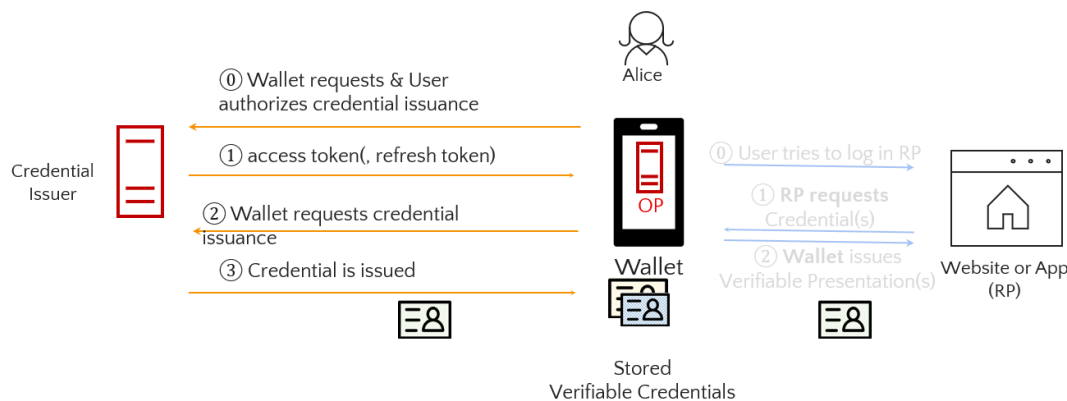 Alice
⓪ Wallet requests & User
authorizes credential issuance
① access token(, refresh token)
Credential
Issuer
② Wallet requests credential
issuance
③ Credential is issued
OP
Wallet
⓪ User tries to log in RP
① RP requests
Credential(s)
② Wallet issues
Verifiable Presentation(s)
Website or App
(RP)
Stored
Verifiable Credentials